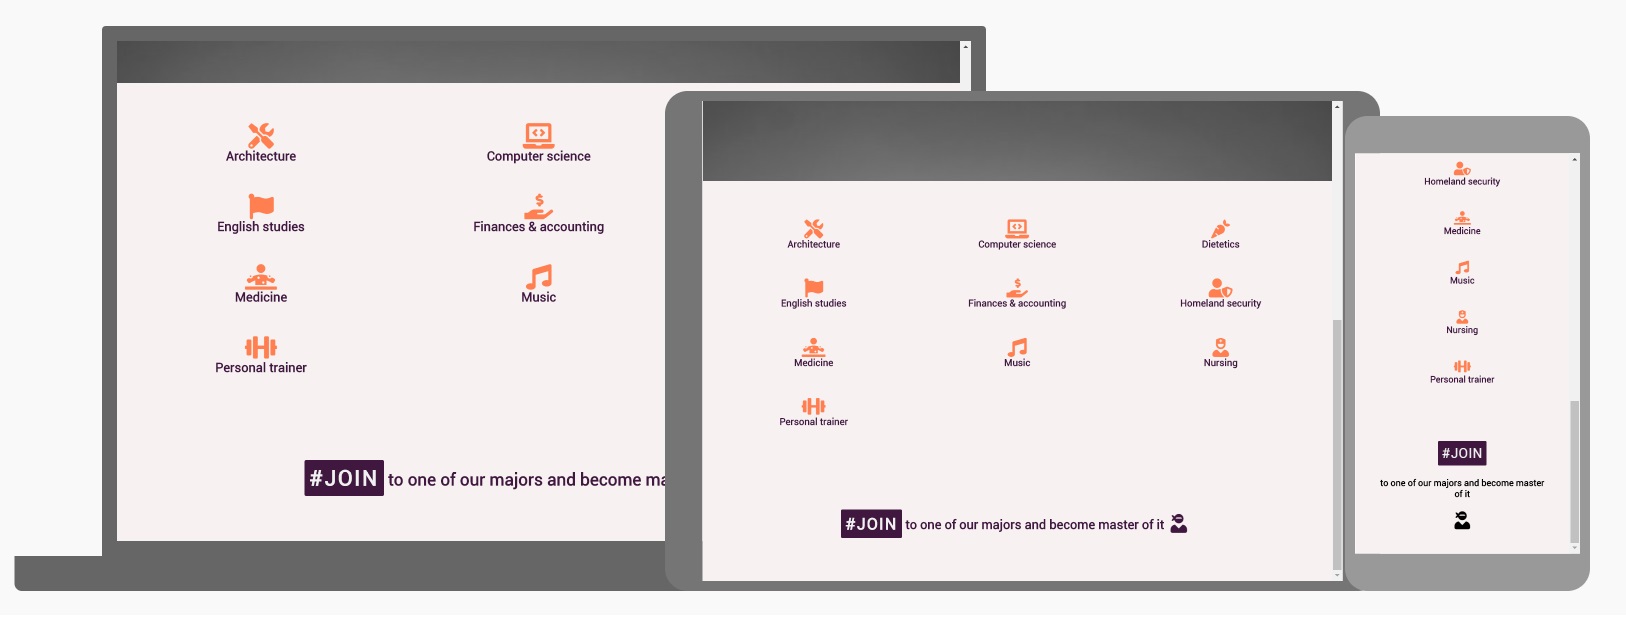 Architecture
Computer science
English studies
Finances & accounting
Medicine
Music
Personal trainer
#JOIN to one of our majors and become ma
Architecture
Computer science
Dietetics
English studies
Finances & accounting
Homeland security
Medicine
Music
Nursing
Personal trainer
#JOIN to one of our majors and become master of it
Homeland security
Medicine
Music
Nursing
Personal trainer
#JOIN
to one of our majors and become master
of it